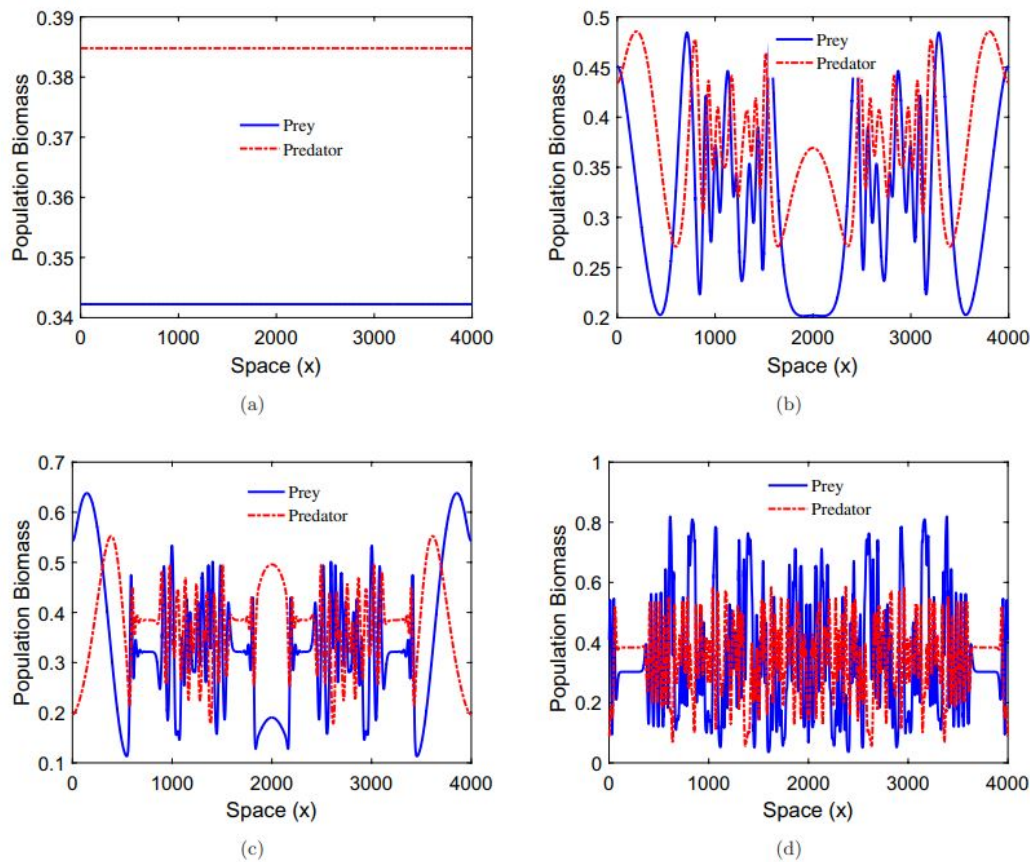 0.39
0.38
0.37
0.36
0.35
0.34
Population Biomass
Prey
Predator
0 1000 2000 3000 4000
Space (x)
(a)
0.5
0.45
0.4
0.35
0.3
0.25
0.2
Population Biomass
Prey
Predator
0 1000 2000 3000 4000
Space (x)
(b)
0.7
0.6
0.5
0.4
0.3
0.2
0.1
Population Biomass
Prey
Predator
0 1000 2000 3000 4000
Space (x)
(c)
1
0.8
0.6
0.4
0.2
0
Population Biomass
Prey
Predator
0 1000 2000 3000 4000
Space (x)
(d)